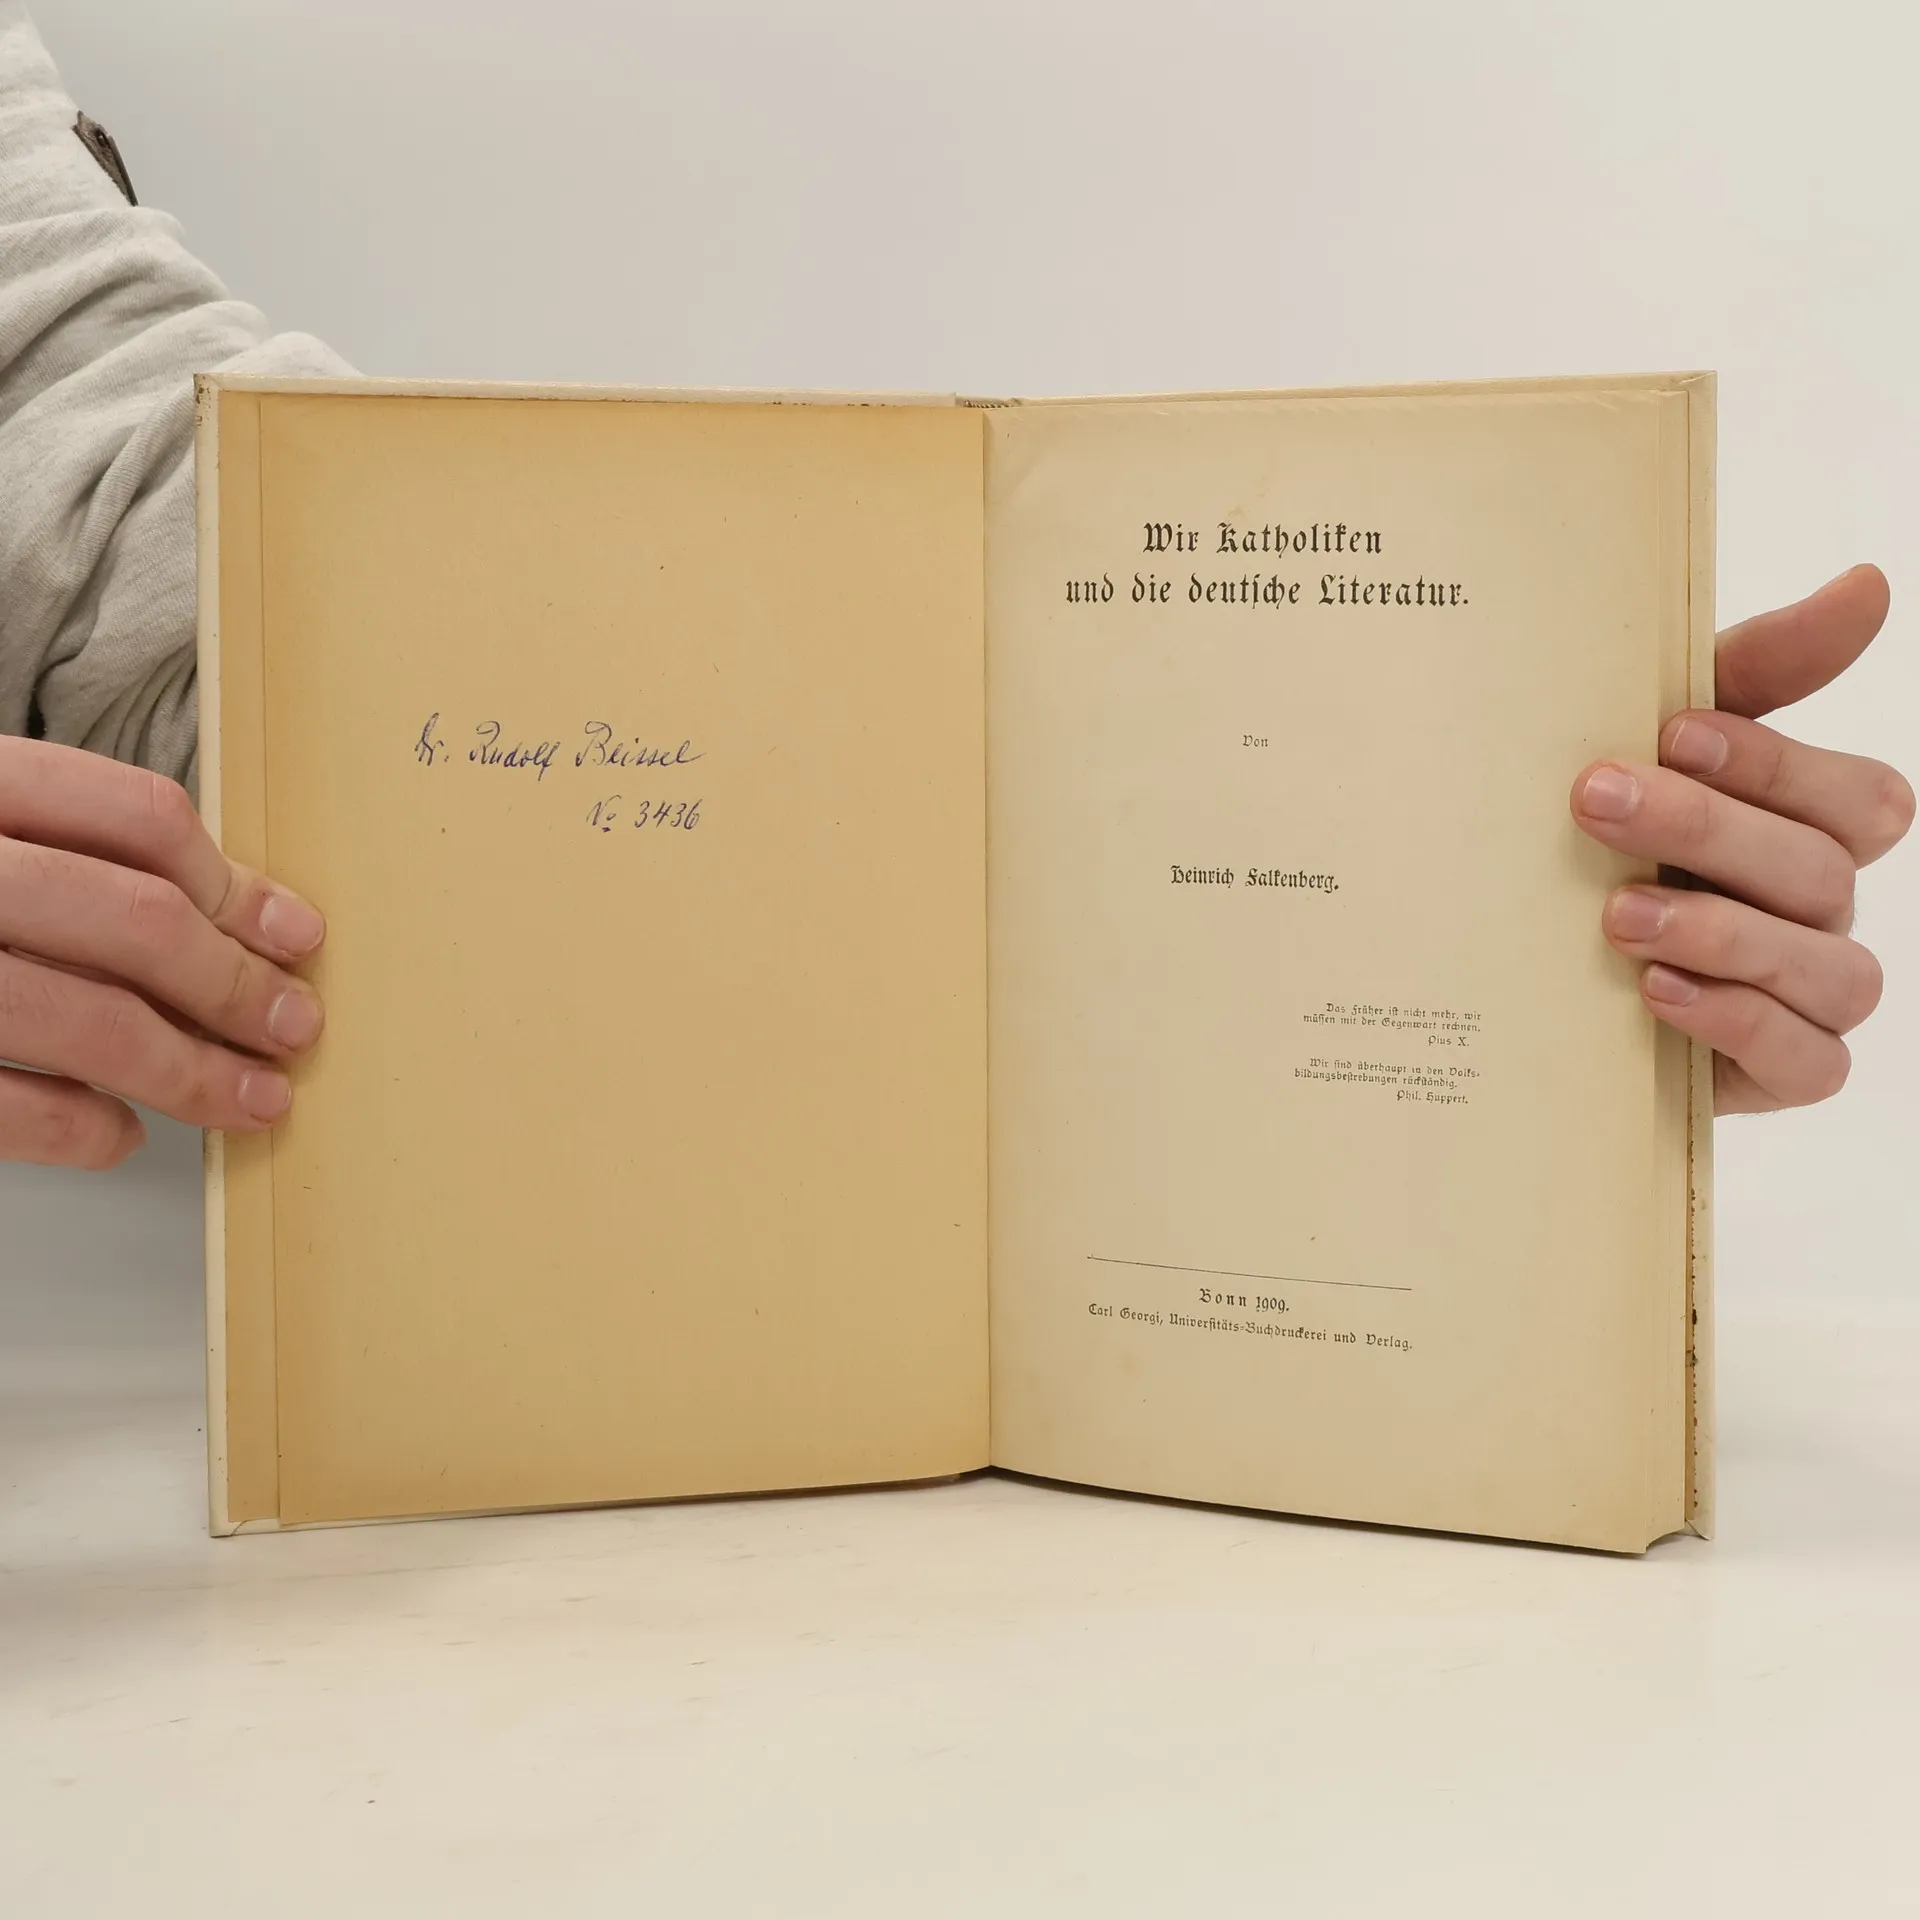 Dr. Rudolf Beissel
No 3436
Wir Katholiken
und die deutsche Literatur.
Von
Heinrich Falkenberg.
Das Früher ist nicht mehr, wir
müssen mit der Gegenwart rechnen.
Pius X.
Wir sind überhaupt in den Volks-
bildungsbestrebungen rückständig.
Phil. Huppert.
Bonn 1909.
Carl Georgi, Universitäts-Buchdruckerei und Verlag.